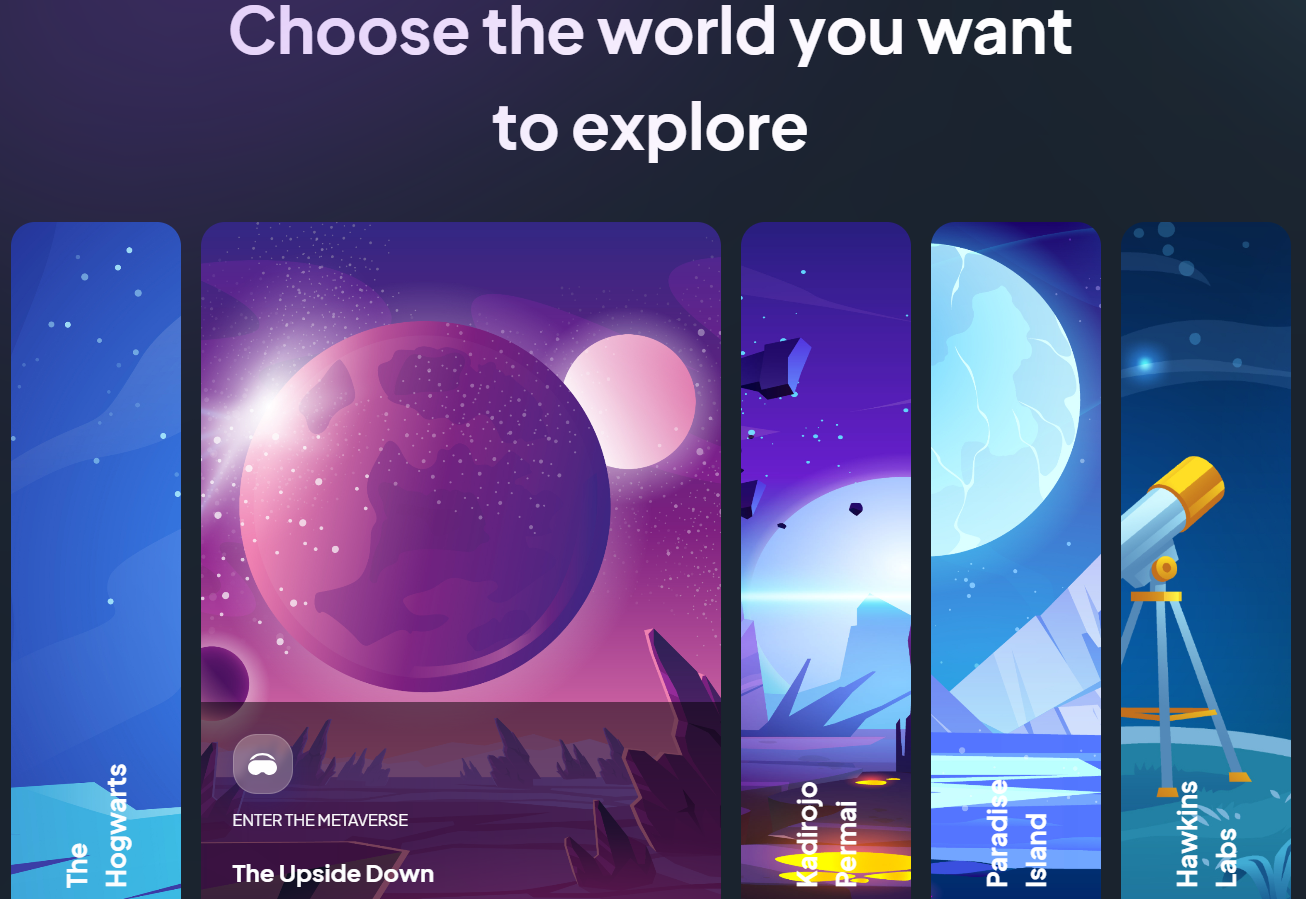 Choose the world you want
to explore
The
Hogwarts
ENTER THE METAVERSE
The Upside Down
Kadirojo
Permai
Paradise
Island
Hawkins
Labs